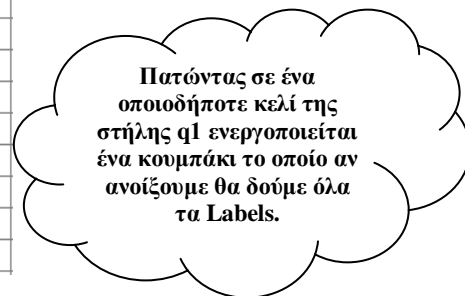 Πατώντας σε ένα
οποιοδήποτε κελί της
στήλης q1 ενεργοποιείται
ένα κουμπάκι το οποίο αν
ανοίξουμε θα δούμε όλα
τα Labels.